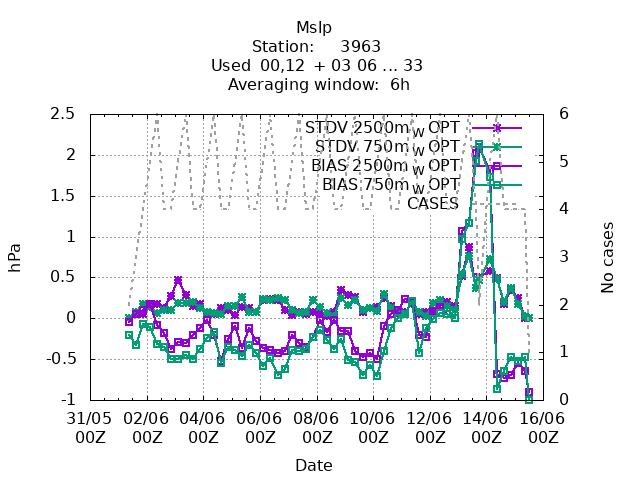 Mslp
Station: 3963
Used 00,12 + 03 06 ... 33
Averaging window: 6h
STDV 2500m_W OPT
STDV 750m_W OPT
BIAS 2500m_W OPT
BIAS 750m_W OPT
CASES
2.5
2
1.5
1
0.5
0
-0.5
-1
hPa
6
5
4
3
2
1
0
No cases
31/05 02/06 04/06 06/06 08/06 10/06 12/06 14/06 16/06
00Z 00Z 00Z 00Z 00Z 00Z 00Z 00Z 00Z
Date